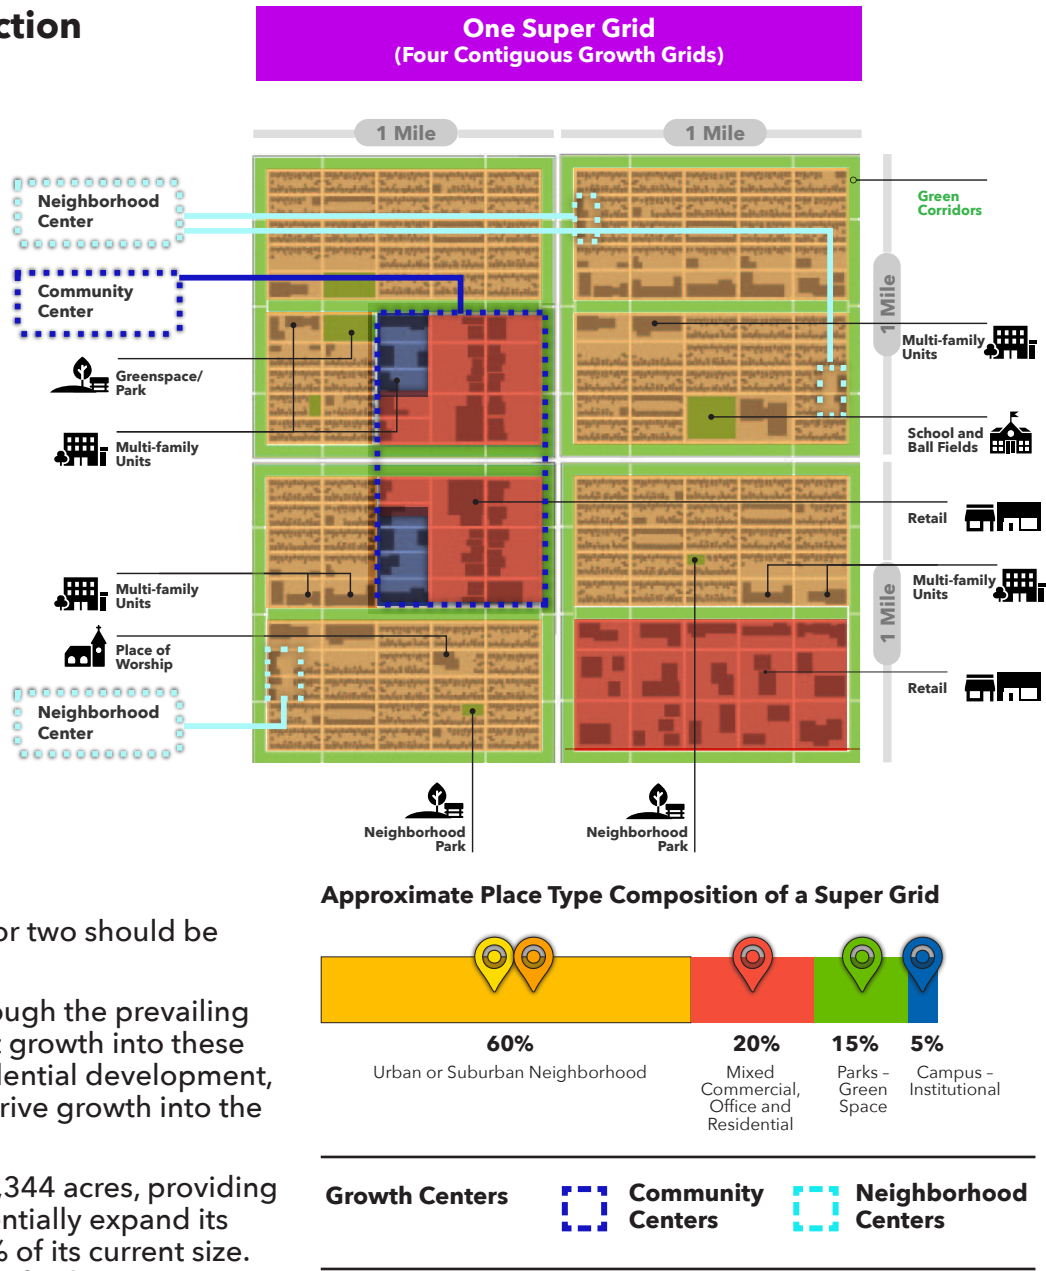 ction
One Super Grid
(Four Contiguous Growth Grids)
1 Mile
1 Mile
Neighborhood
Center
Green
Corridors
Community
Center
1 Mile
Multi-family
Units
Greenspace/
Park
School and
Ball Fields
Multi-family
Units
Retail
Multi-family
Units
Multi-family
Units
1 Mile
Place of
Worship
Retail
Neighborhood
Center
Neighborhood
Park
Neighborhood
Park
Approximate Place Type Composition of a Super Grid
or two should be
ough the prevailing
t growth into these
dential development,
rive growth into the
,344 acres, providing
entially expand its
% of its current size.
60%
Urban or Suburban Neighborhood
20%
Mixed
Commercial,
Office and
Residential
15%
Parks –
Green
Space
5%
Campus –
Institutional
Growth Centers
Community
Centers
Neighborhood
Centers